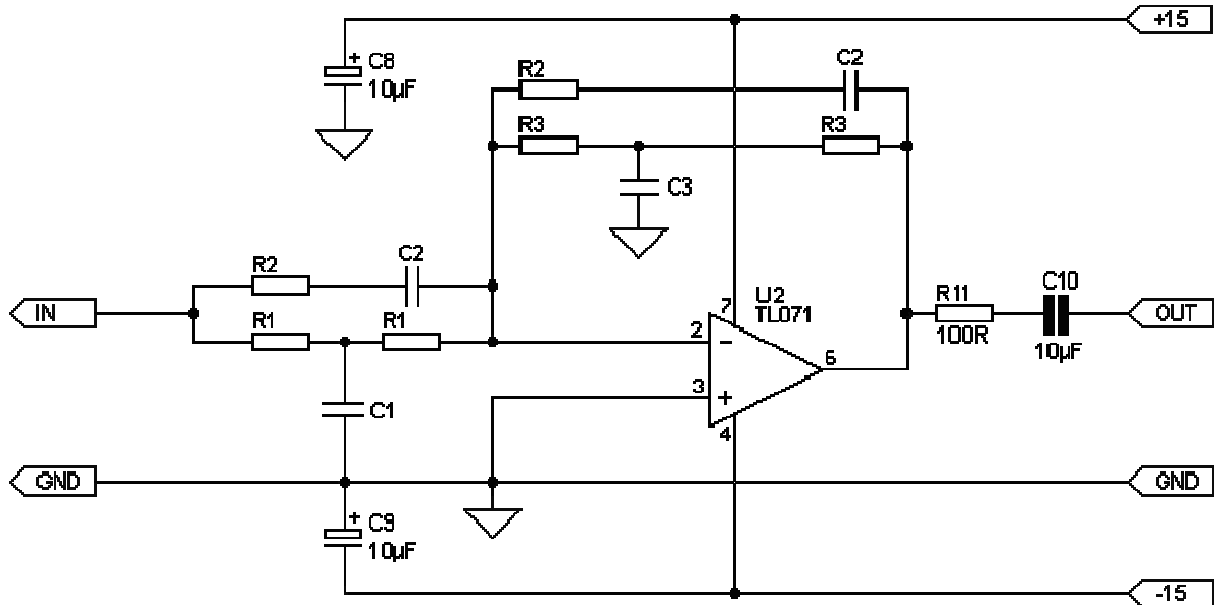 +15
+ C8
10µF
R2
C2
R3
R3
C3
R2
C2
U2
TL071
7
C10
IN
R1
R1
2
−
6
R11
100R
10µF
OUT
3
+
4
C1
GND
GND
+ C9
10µF
-15